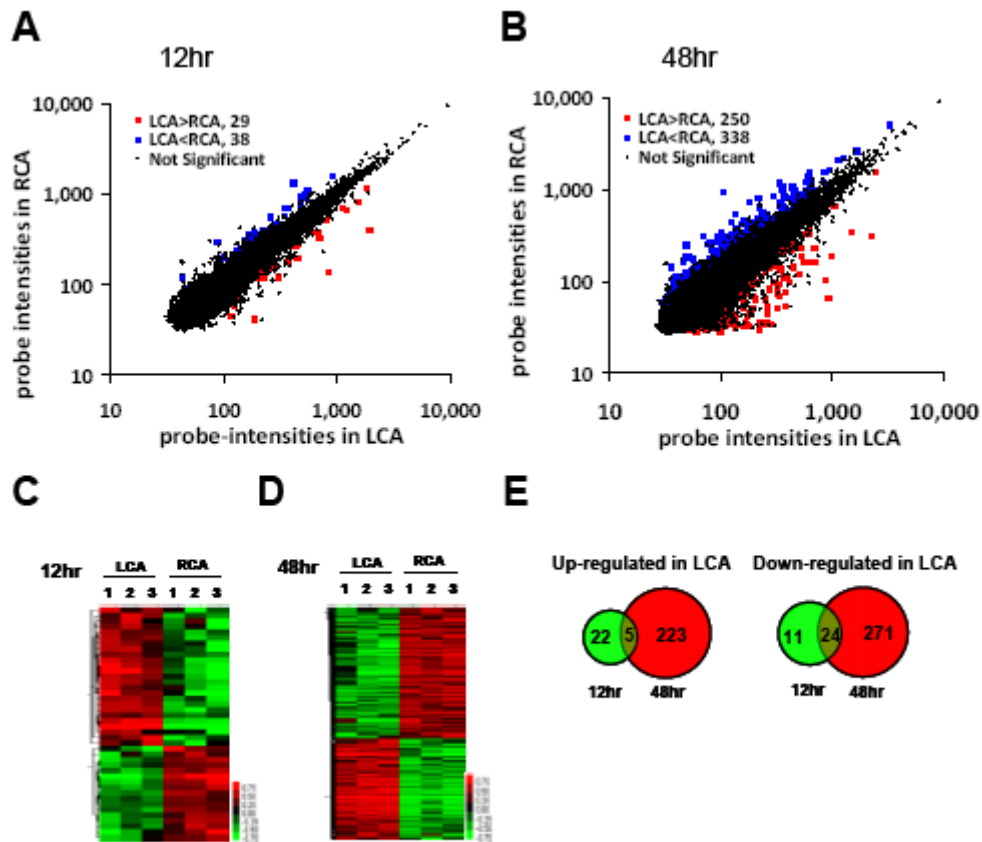 A
12hr
10,000
1,000
100
10
probe intensities in RCA
LCA>RCA, 29
LCA<RCA, 38
Not Significant
10
100
1,000
10,000
probe-intensities in LCA
B
48hr
10,000
1,000
100
10
probe intensities in RCA
LCA>RCA, 250
LCA<RCA, 338
Not Significant
10
100
1,000
10,000
probe intensities in LCA
C
12hr
LCA RCA
1 2 3 1 2 3
D
48hr
LCA RCA
1 2 3 1 2 3
E
Up-regulated in LCA
22 5 223
12hr 48hr
Down-regulated in LCA
11 24 271
12hr 48hr